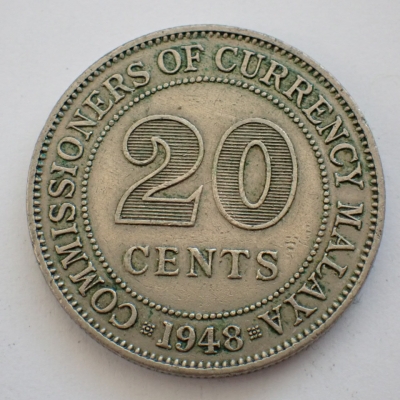 COMMISSIONERS OF CURRENCY MALAYA
20
CENTS
1948